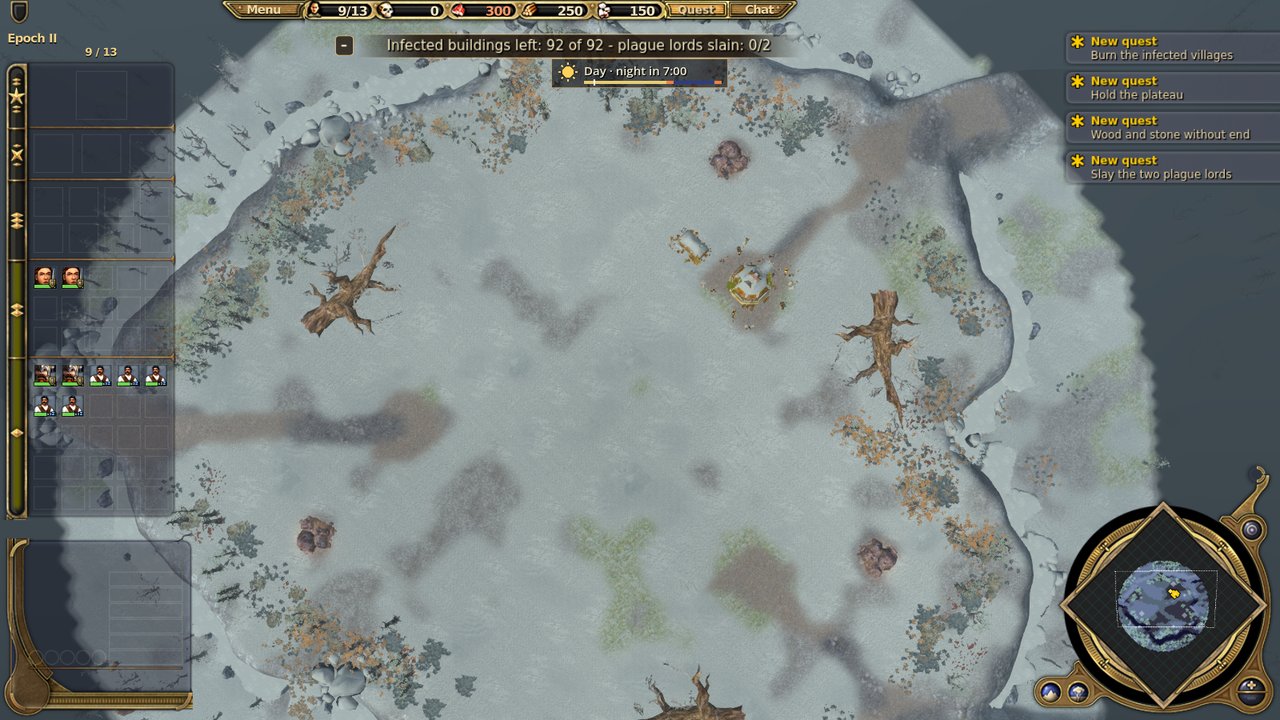 Menu
9/13
0
300
250
150
Quest
Chat
Epoch II
9 / 13
-
Infected buildings left: 92 of 92 - plague lords slain: 0/2
Day · night in 7:00
New quest
Burn the infected villages
New quest
Hold the plateau
New quest
Wood and stone without end
New quest
Slay the two plague lords